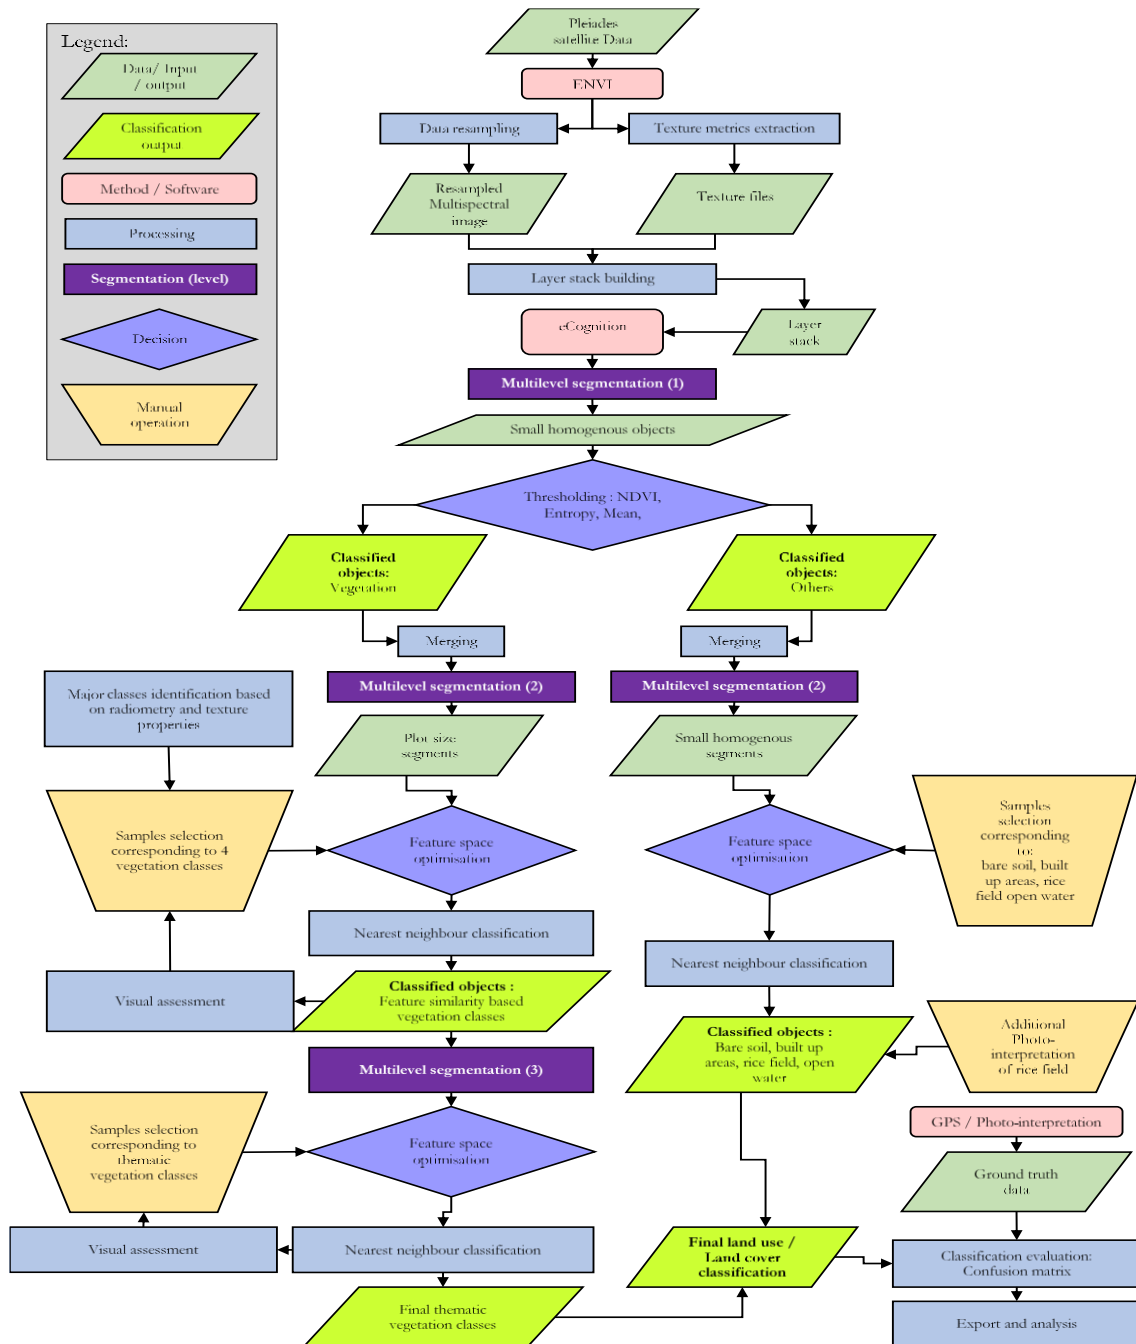 Legend:
Data/ Input
/ output
Classification
output
Method / Software
Processing
Segmentation (level)
Decision
Manual
operation
Pleiades
satellite Data
ENVI
Data resampling
Texture metrics extraction
Resampled
Multispectral
image
Texture files
Layer stack building
eCognition
Layer
stack
Multilevel segmentation (1)
Small homogenous objects
Thresholding : NDVI,
Entropy, Mean,
Classified
objects:
Vegetation
Classified
objects:
Others
Merging
Merging
Multilevel segmentation (2)
Multilevel segmentation (2)
Major classes identification based
on radiometry and texture
properties
Plot size
segments
Small homogenous
segments
Samples selection
corresponding to 4
vegetation classes
Feature space
optimisation
Feature space
optimisation
Samples
selection
corresponding
to:
bare soil, built
up areas, rice
field open water
Nearest neighbour classification
Nearest neighbour classification
Visual assessment
Classified objects :
Feature similarity based
vegetation classes
Classified objects :
Bare soil, built up
areas, rice field, open
water
Additional
Photo-
interpretation
of rice field
Multilevel segmentation (3)
Samples selection
corresponding to
thematic
vegetation classes
Feature space
optimisation
GPS / Photo-interpretation
Ground truth
data
Visual assessment
Nearest neighbour classification
Final land use /
Land cover
classification
Classification evaluation:
Confusion matrix
Final thematic
vegetation classes
Export and analysis